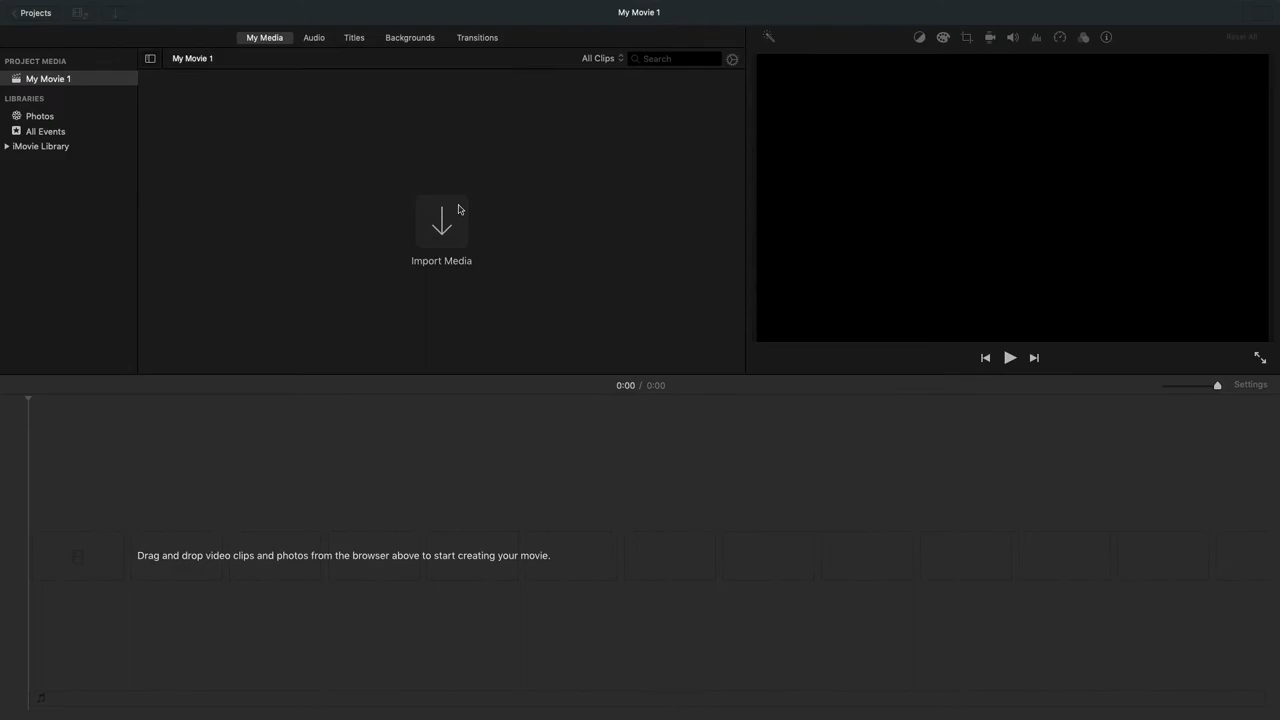 Projects
My Movie 1
My Media
Audio
Titles
Backgrounds
Transitions
Reset All
PROJECT MEDIA
My Movie 1
LIBRARIES
Photos
All Events
iMovie Library
My Movie 1
All Clips
Search
Import Media
0:00 / 0:00
Settings
Drag and drop video clips and photos from the browser above to start creating your movie.